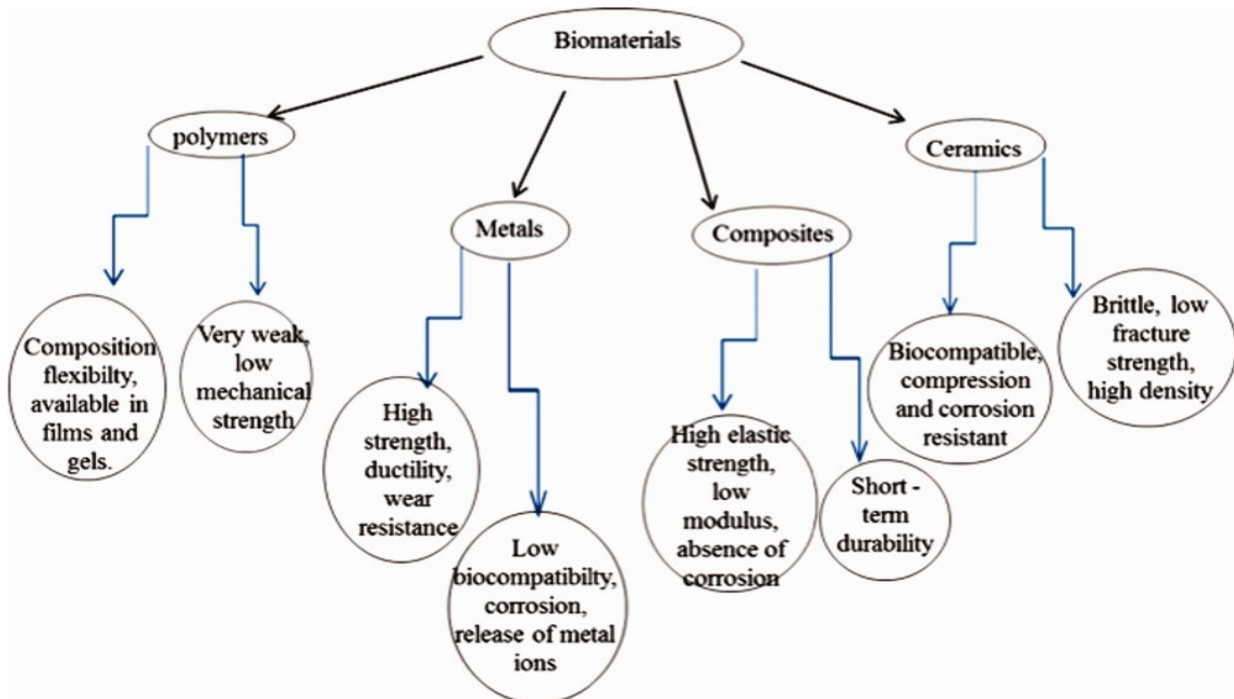 Biomaterials
polymers
Ceramics
Metals
Composites
Composition
flexibilty,
available in
films and
gels.
Very weak,
low
mechanical
strength
High
strength,
ductility,
wear
resistance
Low
biocompatibilty,
corrosion,
release of metal
ions
High elastic
strength,
low
modulus,
absence of
corrosion
Short -
term
durability
Biocompatible,
compression
and corrosion
resistant
Brittle, low
fracture
strength,
high density